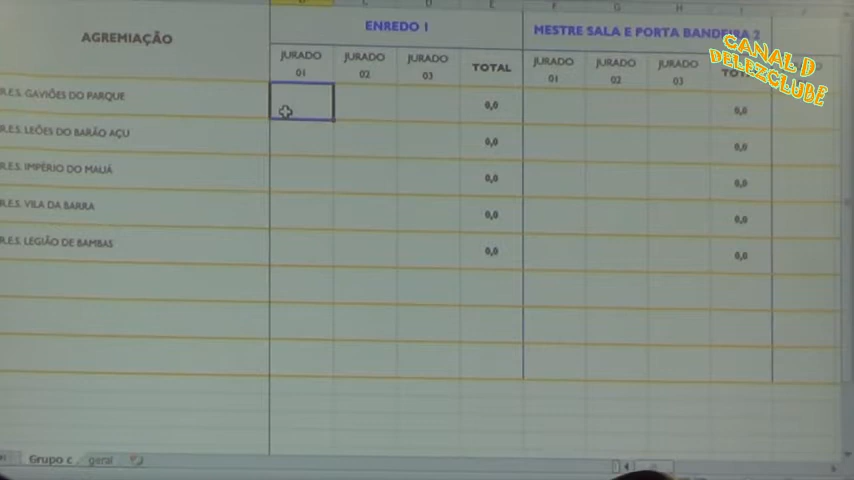 B C D E F G H I
AGREMIAÇÃO ENREDO 1 MESTRE SALA E PORTA BANDEIRA 2
JURADO 01 JURADO 02 JURADO 03 TOTAL JURADO 01 JURADO 02 JURADO 03
CANAL D
DELEZCLUBE
R.E.S. GAVIÕES DO PARQUE 0,0 0,0
R.E.S. LEÕES DO BARÃO AÇU 0,0 0,0
R.E.S. IMPÉRIO DO MAUÁ 0,0 0,0
R.E.S. VILA DA BARRA 0,0 0,0
R.E.S. LEGIÃO DE BAMBAS 0,0 0,0
Grupo c geral